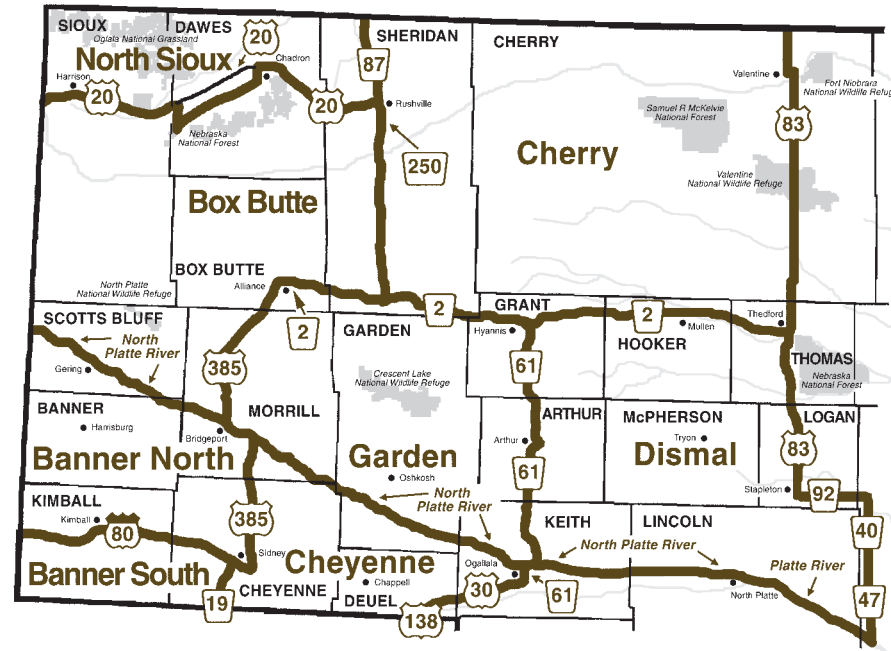 SIOUX
DAWES
Oglala National Grassland
20
SHERIDAN
CHERRY
North Sioux
Chadron
87
Harrison
20
20
Rushville
Valentine
Fort Niobrara
National Wildlife Refug
Samuel R McKelvie
National Forest
83
Nebraska
National Forest
250
Cherry
Valentine
National Wildlife Refuge
Box Butte
BOX BUTTE
Alliance
North Platte
National Wildlife Refuge
2
2
GRANT
2
Thedford
SCOTTS BLUFF
North
Platte River
GARDEN
Hyannis
Mullen
HOOKER
385
61
THOMAS
Gering
Crescent Lake
National Wildlife Refuge
Nebraska
National Forest
BANNER
Harrisburg
MORRILL
Bridgeport
ARTHUR
McPHERSON
LOGAN
Arthur
Tryon
Banner North
Garden
Dismal
83
61
Oshkosh
Stapleton
92
KIMBALL
Kimball
80
385
North
Platte River
KEITH
LINCOLN
40
Sidney
North Platte River
Banner South
Cheyenne
Ogallala
Platte River
CHEYENNE
Chappell
30
61
North Platte
47
19
DEUEL
138